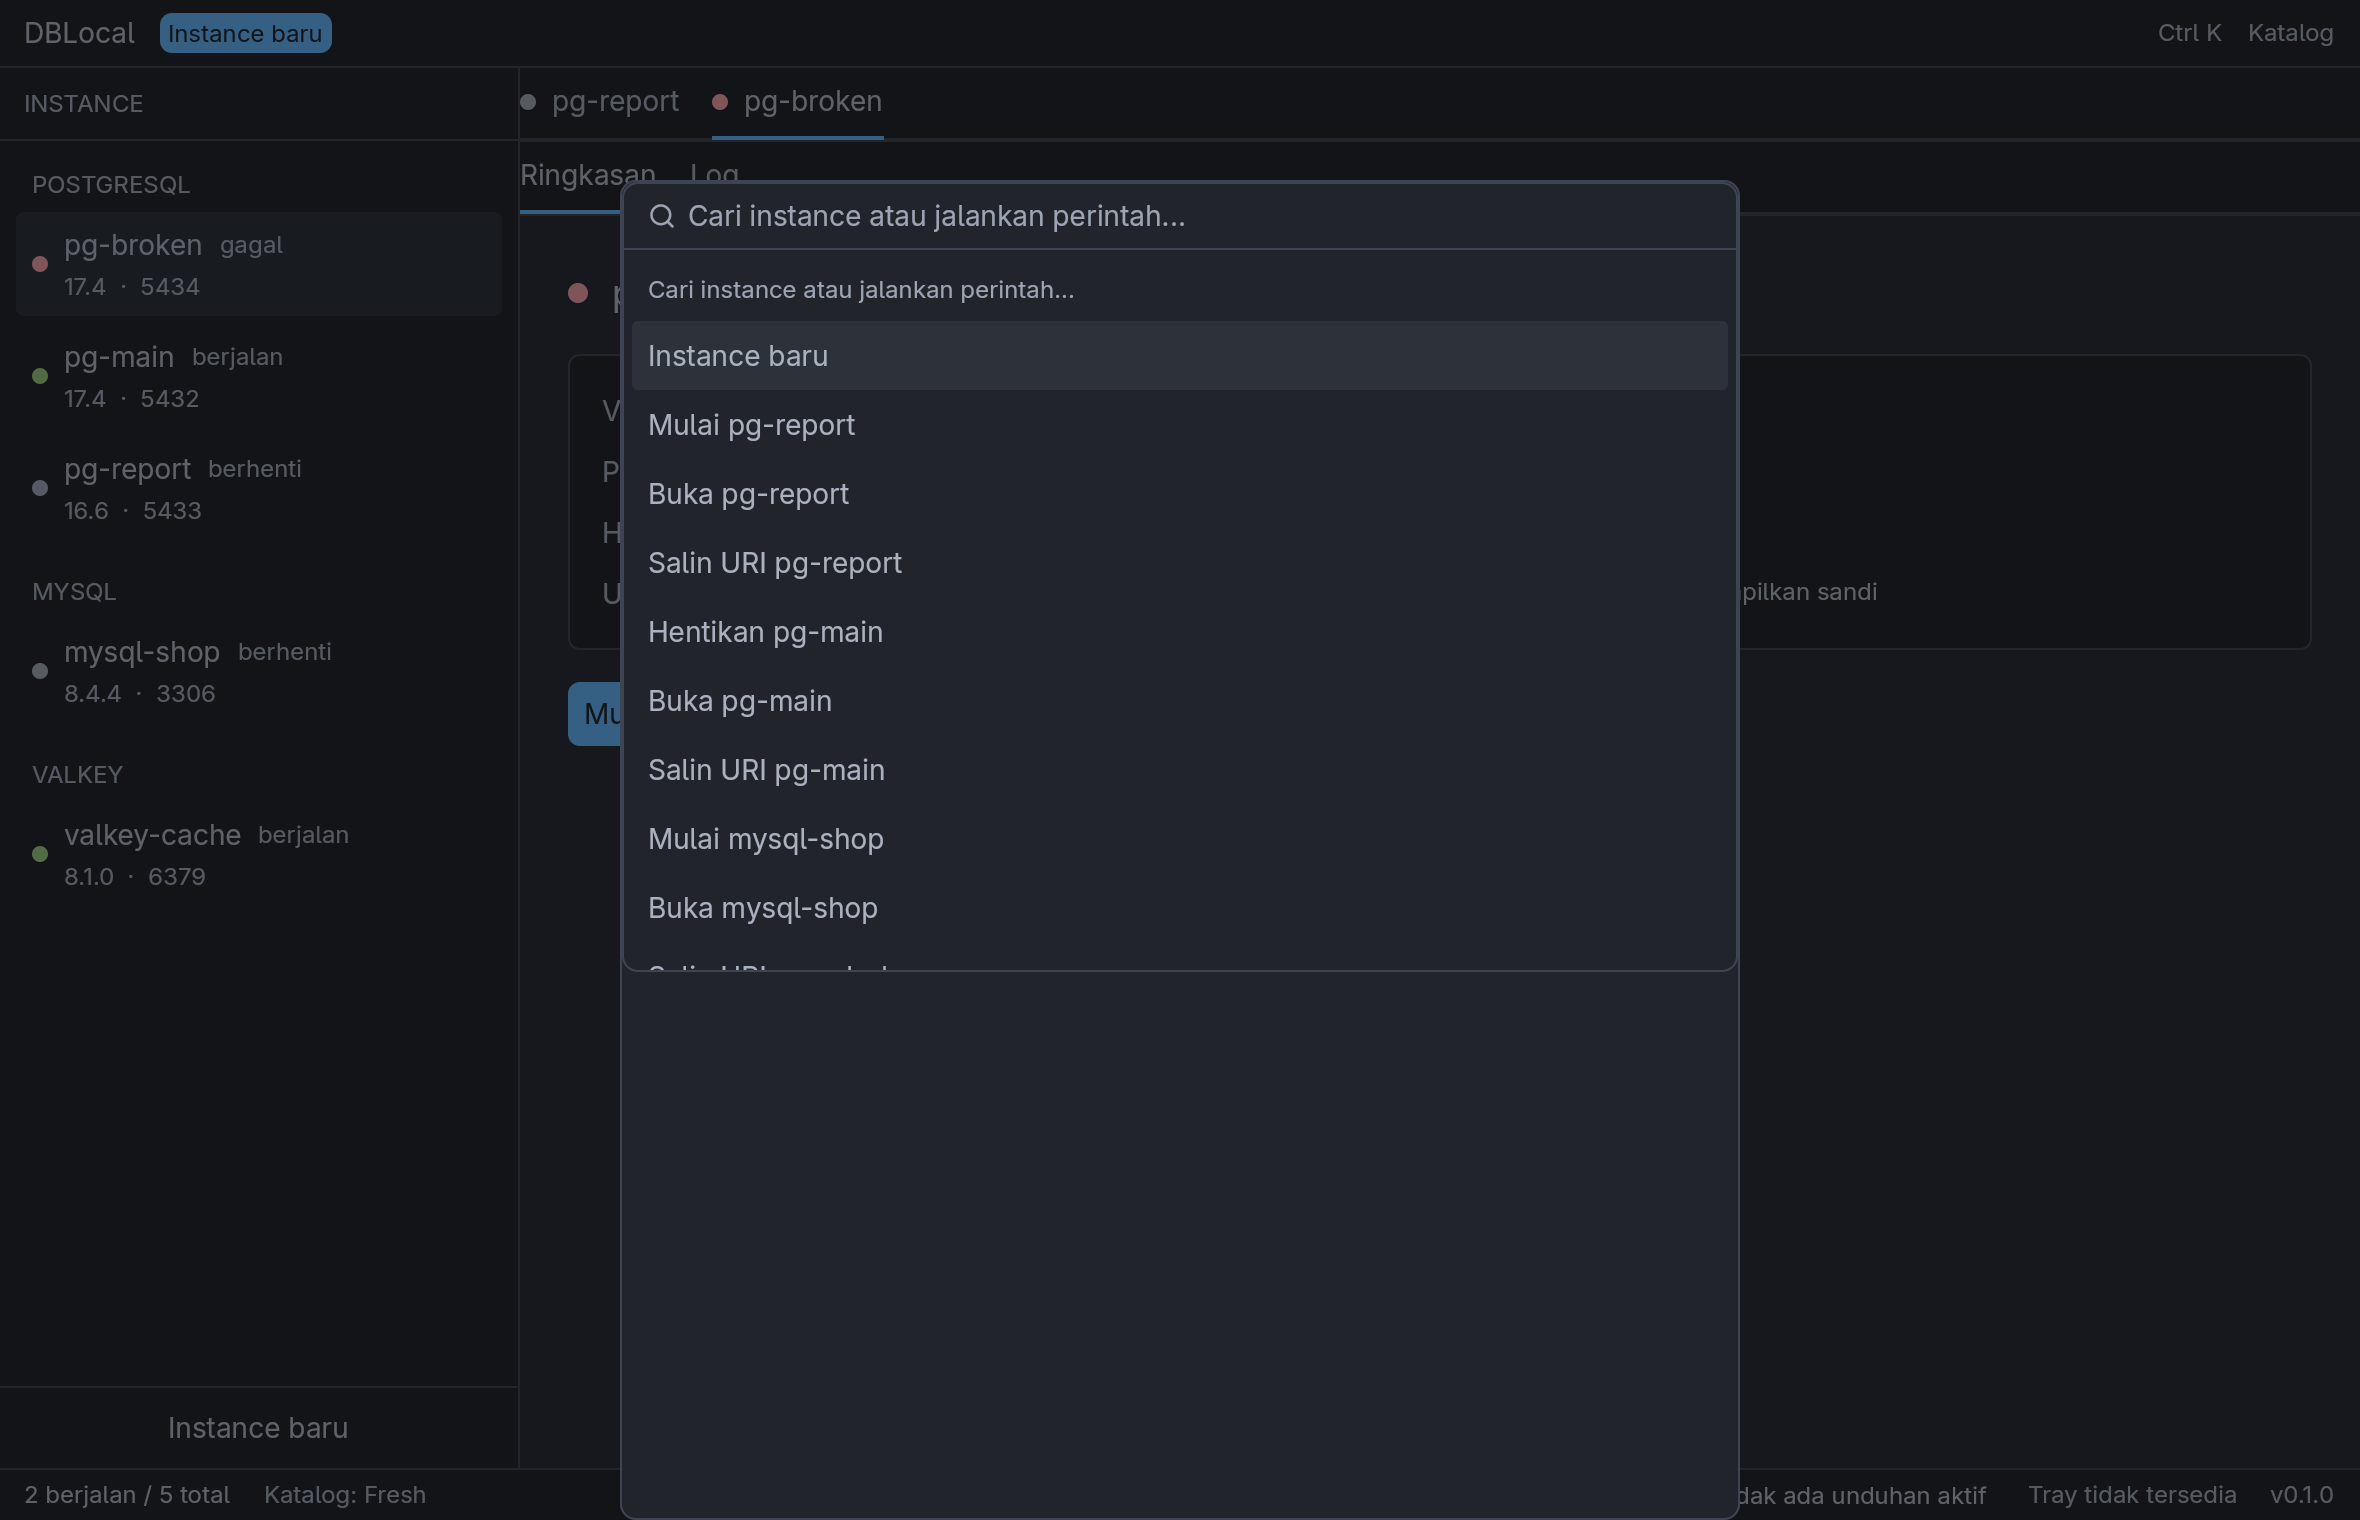 DBLocal Instance baru Ctrl K Katalog
INSTANCE
pg-report pg-broken
Ringkasan Log
POSTGRESQL
pg-broken gagal
17.4 · 5434
pg-main berjalan
17.4 · 5432
pg-report berhenti
16.6 · 5433
MYSQL
mysql-shop berhenti
8.4.4 · 3306
VALKEY
valkey-cache berjalan
8.1.0 · 6379
Instance baru
Cari instance atau jalankan perintah...
Cari instance atau jalankan perintah...
Instance baru
Mulai pg-report
Buka pg-report
Salin URI pg-report
Hentikan pg-main
Buka pg-main
Salin URI pg-main
Mulai mysql-shop
Buka mysql-shop
sandi
2 berjalan / 5 total Katalog: Fresh ada unduhan aktif Tray tidak tersedia v0.1.0